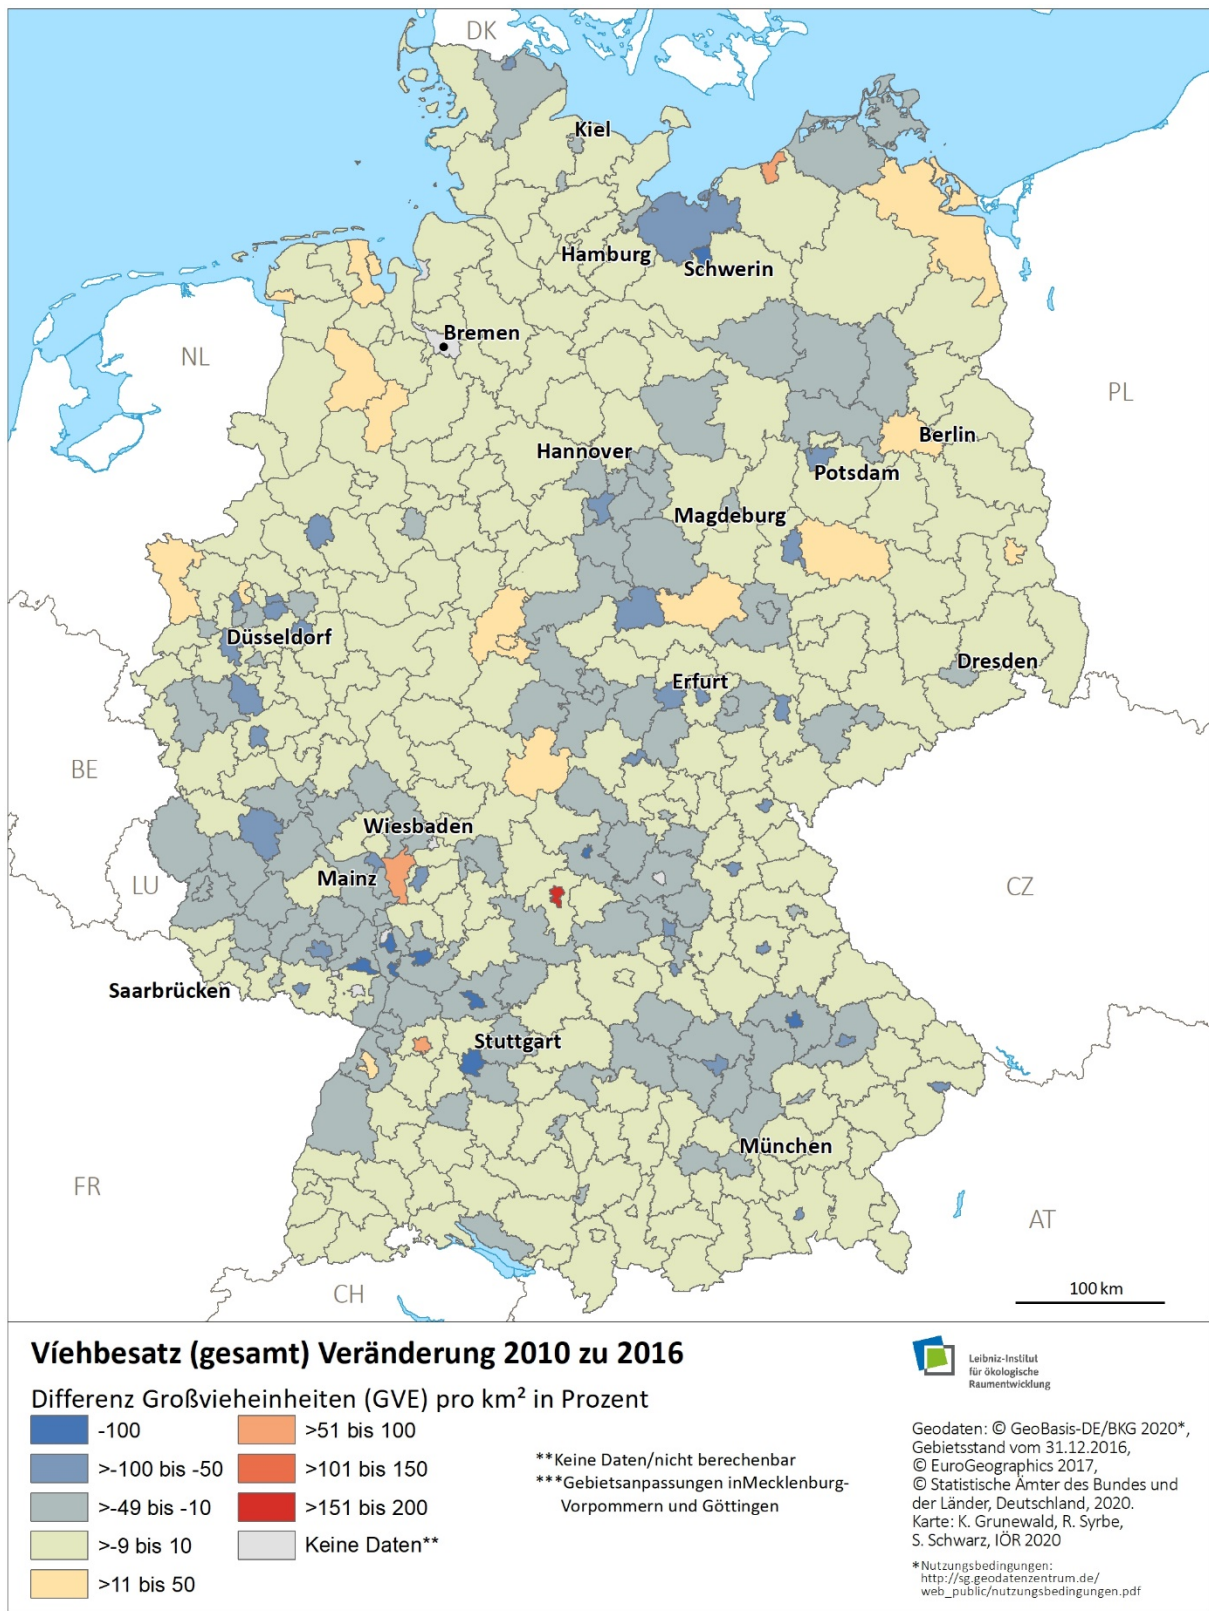 DK
Kiel
Hamburg
Schwerin
Bremen
NL
PL
Hannover
Berlin
Potsdam
Magdeburg
Düsseldorf
Dresden
Erfurt
BE
Wiesbaden
LU
Mainz
CZ
Saarbrücken
Stuttgart
München
FR
AT
CH
100 km
Víehbesatz (gesamt) Veränderung 2010 zu 2016
Differenz Großvieheinheiten (GVE) pro km² in Prozent
-100
>-100 bis -50
>-49 bis -10
>-9 bis 10
>11 bis 50
>51 bis 100
>101 bis 150
>151 bis 200
Keine Daten**
**Keine Daten/nicht berechenbar
***Gebietsanpassungen inMecklenburg-
Vorpommern und Göttingen
Leibniz-Institut
für ökologische
Raumentwicklung
Geodaten: © GeoBasis-DE/BKG 2020*,
Gebietsstand vom 31.12.2016,
© EuroGeographics 2017,
© Statistische Ämter des Bundes und
der Länder, Deutschland, 2020.
Karte: K. Grunewald, R. Syrbe,
S. Schwarz, IÖR 2020
*Nutzungsbedingungen:
http://sg.geodatenzentrum.de/
web_public/nutzungsbedingungen.pdf